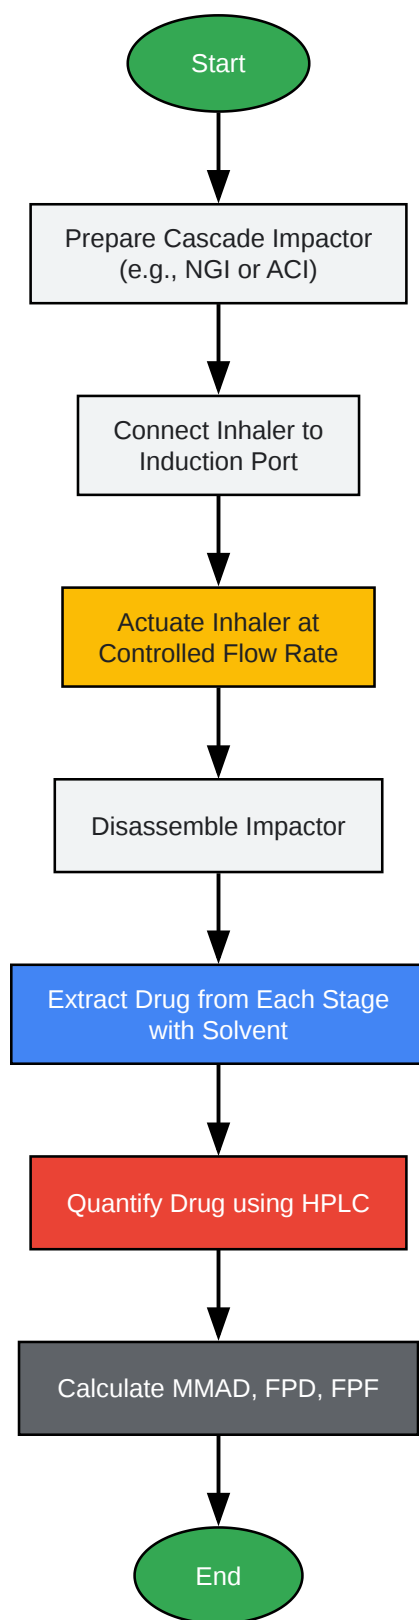 Start
Prepare Cascade Impactor
(e.g., NGI or ACI)
Connect Inhaler to
Induction Port
Actuate Inhaler at
Controlled Flow Rate
Disassemble Impactor
Extract Drug from Each Stage
with Solvent
Quantify Drug using HPLC
Calculate MMAD, FPD, FPF
End